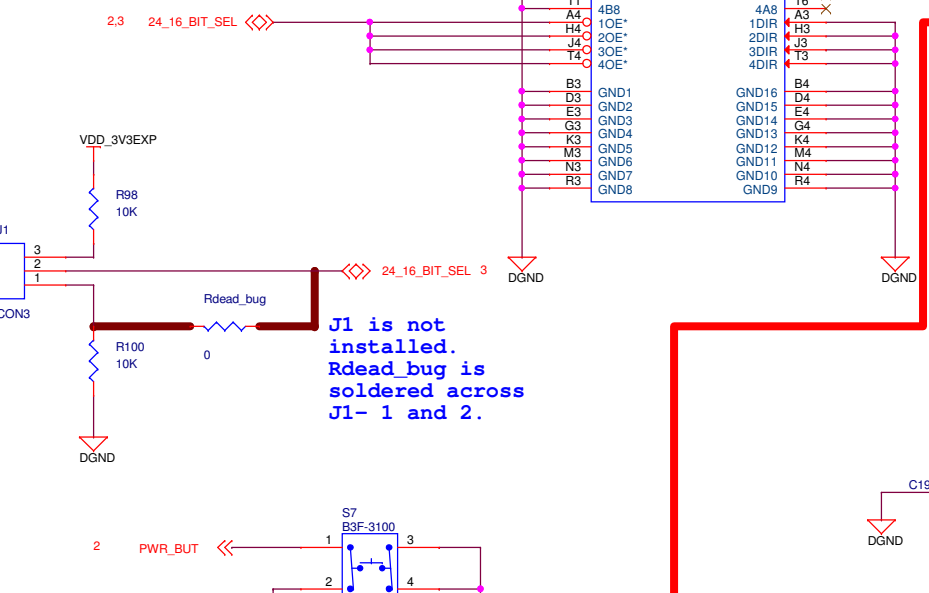 2,3 24_16_BIT_SEL
4B8 4A8
A4 1OE* 1DIR A3
H4 2OE* 2DIR H3
J4 3OE* 3DIR J3
T4 4OE* 4DIR T3
B3 GND1 GND16 B4
D3 GND2 GND15 D4
E3 GND3 GND14 E4
G3 GND4 GND13 G4
K3 GND5 GND12 K4
M3 GND6 GND11 M4
N3 GND7 GND10 N4
R3 GND8 GND9 R4
DGND DGND
VDD_3V3EXP
R98
10K
J1
3
2
1
CON3
24_16_BIT_SEL 3
Rdead_bug
0
R100
10K
DGND
J1 is not
installed.
Rdead_bug is
soldered across
J1- 1 and 2.
C19
DGND
S7
B3F-3100
2 PWR_BUT
1 3
2 4